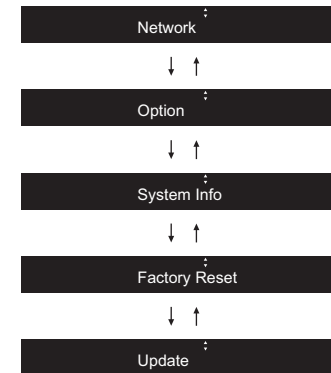 Network
Option
System Info
Factory Reset
Update